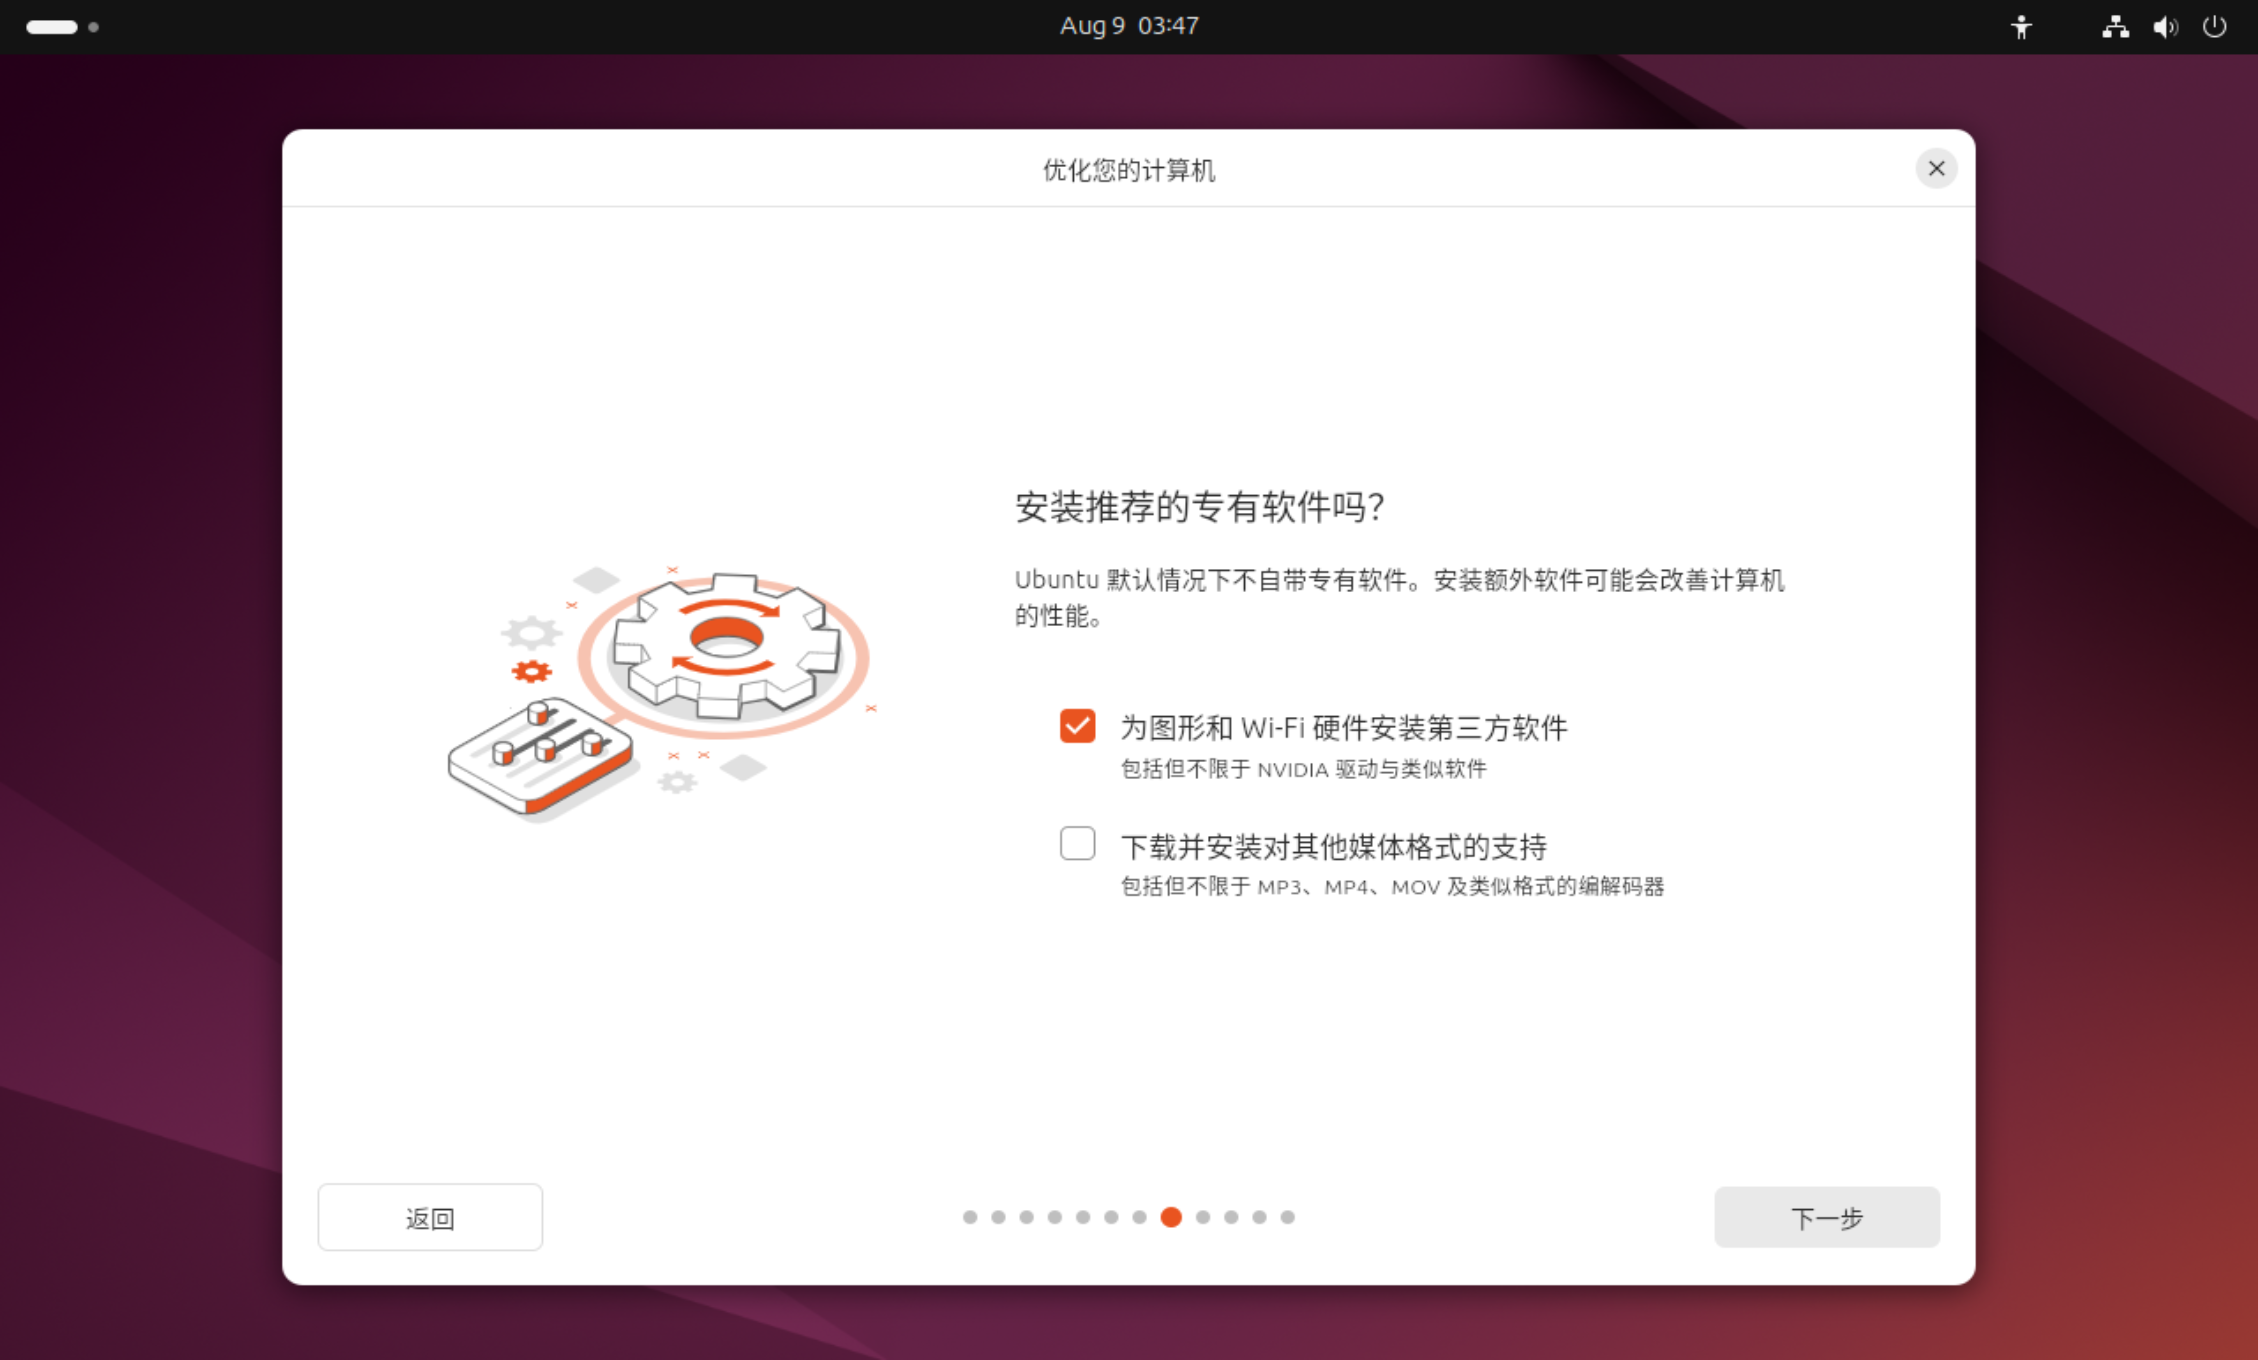 Aug 9 03:47
优化您的计算机
安装推荐的专有软件吗？
Ubuntu 默认情况下不自带专有软件。安装额外软件可能会改善计算机
的性能。
为图形和 Wi-Fi 硬件安装第三方软件
包括但不限于 NVIDIA 驱动与类似软件
下载并安装对其他媒体格式的支持
包括但不限于 MP3、MP4、MOV 及类似格式的编解码器
返回
下一步